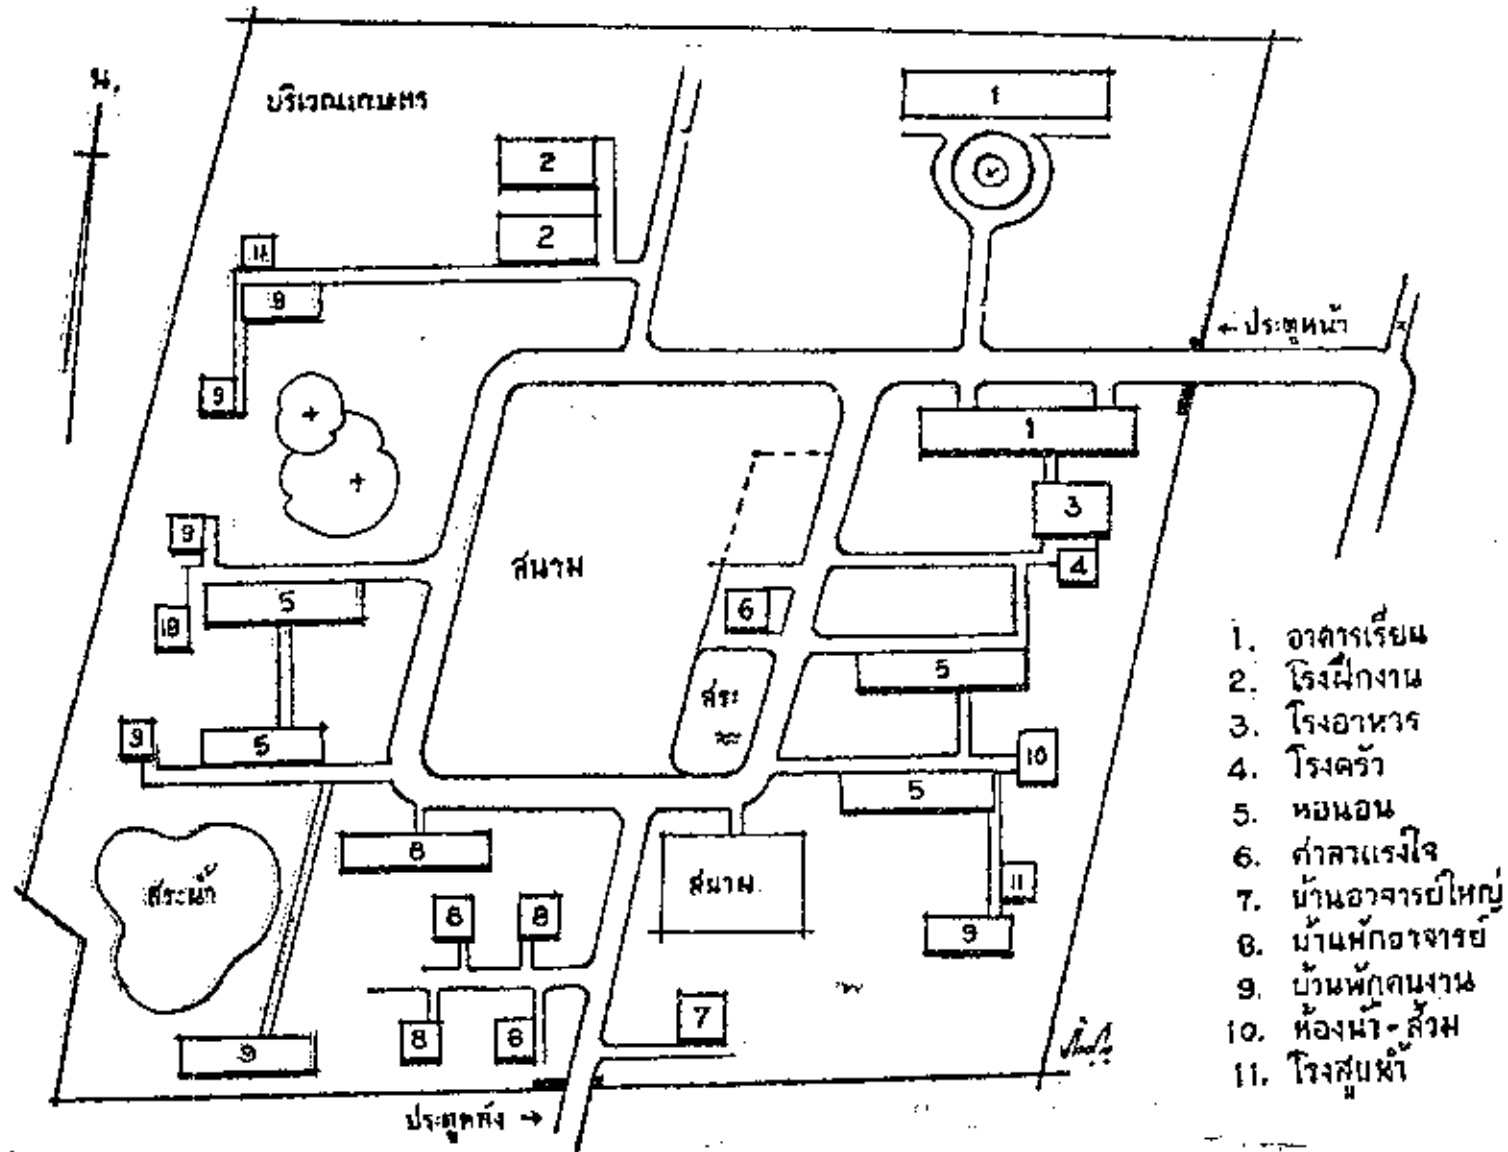 น.
บริเวณเกษตร
1
2
2
11
9
← ประตูหน้า
9
1
3
9
สนาม
4
5
6
10
1. อาคารเรียน
5
2. โรงฝึกงาน
สระ
3. โรงอาหาร
9
5
10
4. โรงครัว
5
5. หอนอน
8
6. ศาลาแรงใจ
สระน้ำ
สนาม
11
7. บ้านอาจารย์ใหญ่
8
8
9
8. บ้านพักอาจารย์
9. บ้านพักคนงาน
8
8
7
10. ห้องน้ำ - ส้วม
9
11. โรงสูบน้ำ
ประตูหลัง →